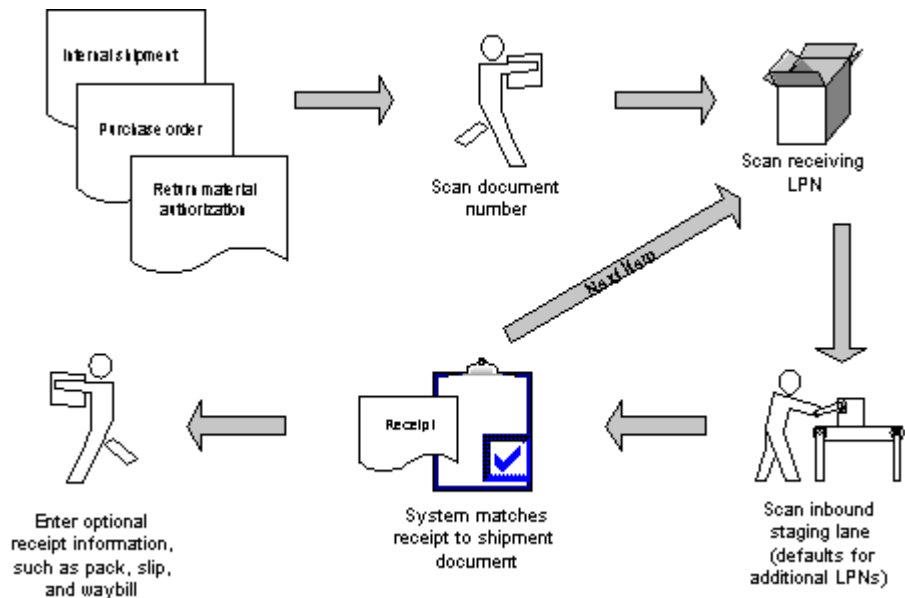 Internal shipment
Purchase order
Return material
authorization
Scan document
number
Scan receiving
LPN
Next Item
Receipt
Enter optional
receipt information,
such as pack, slip,
and waybill
System matches
receipt to shipment
document
Scan inbound
staging lane
(defaults for
additional LPNs)